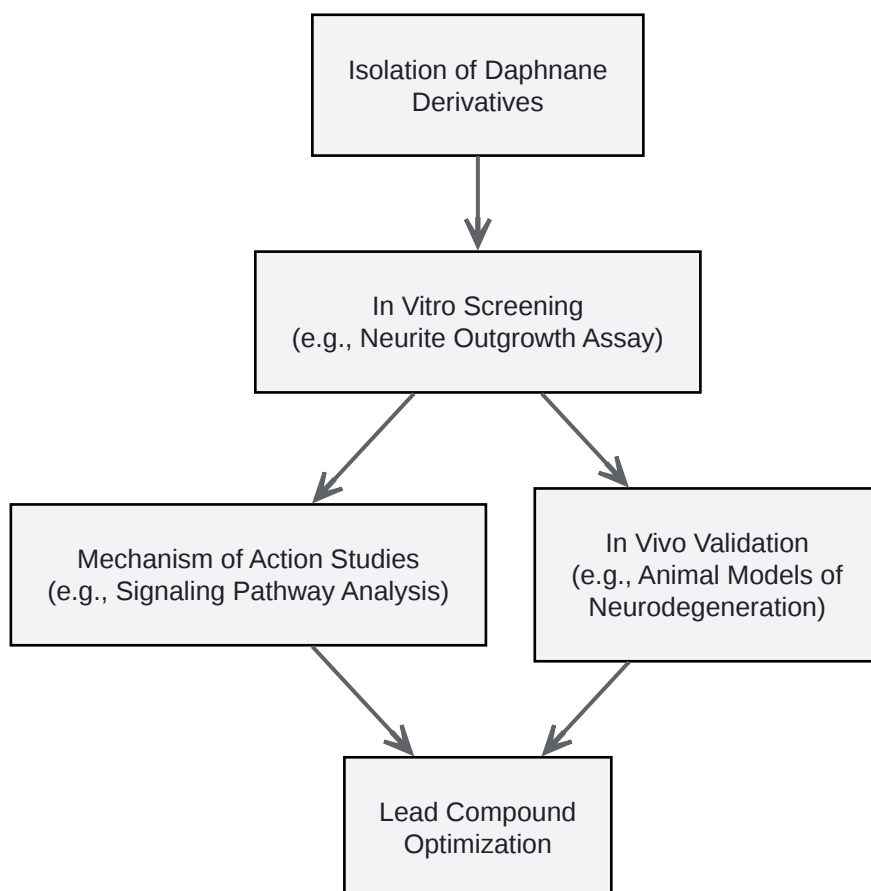 Isolation of Daphnane
Derivatives
In Vitro Screening
(e.g., Neurite Outgrowth Assay)
Mechanism of Action Studies
(e.g., Signaling Pathway Analysis)
In Vivo Validation
(e.g., Animal Models of
Neurodegeneration)
Lead Compound
Optimization